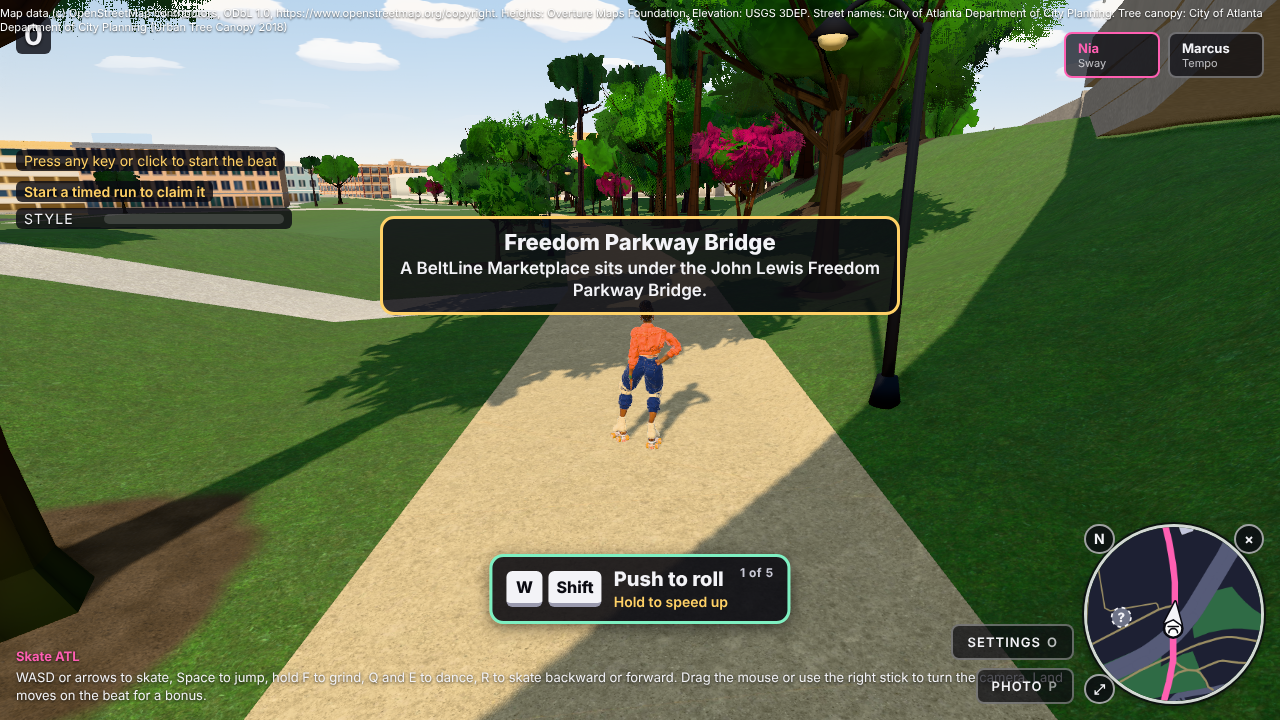 Map data (c) OpenStreetMap contributors, ODbL 1.0, https://www.openstreetmap.org/copyright. Heights: Overture Maps Foundation. Elevation: USGS 3DEP. Street names: City of Atlanta Department of City Planning. Tree canopy: City of Atlanta
Department of City Planning (Urban Tree Canopy 2018)
0
Nia
Sway
Marcus
Tempo
Press any key or click to start the beat
Start a timed run to claim it
STYLE
Freedom Parkway Bridge
A BeltLine Marketplace sits under the John Lewis Freedom
Parkway Bridge.
W
Shift
Push to roll
1 of 5
Hold to speed up
N
×
?
SETTINGS O
PHOTO P
Skate ATL
WASD or arrows to skate, Space to jump, hold F to grind, Q and E to dance, R to skate backward or forward. Drag the mouse or use the right stick to turn the camera. Land
moves on the beat for a bonus.